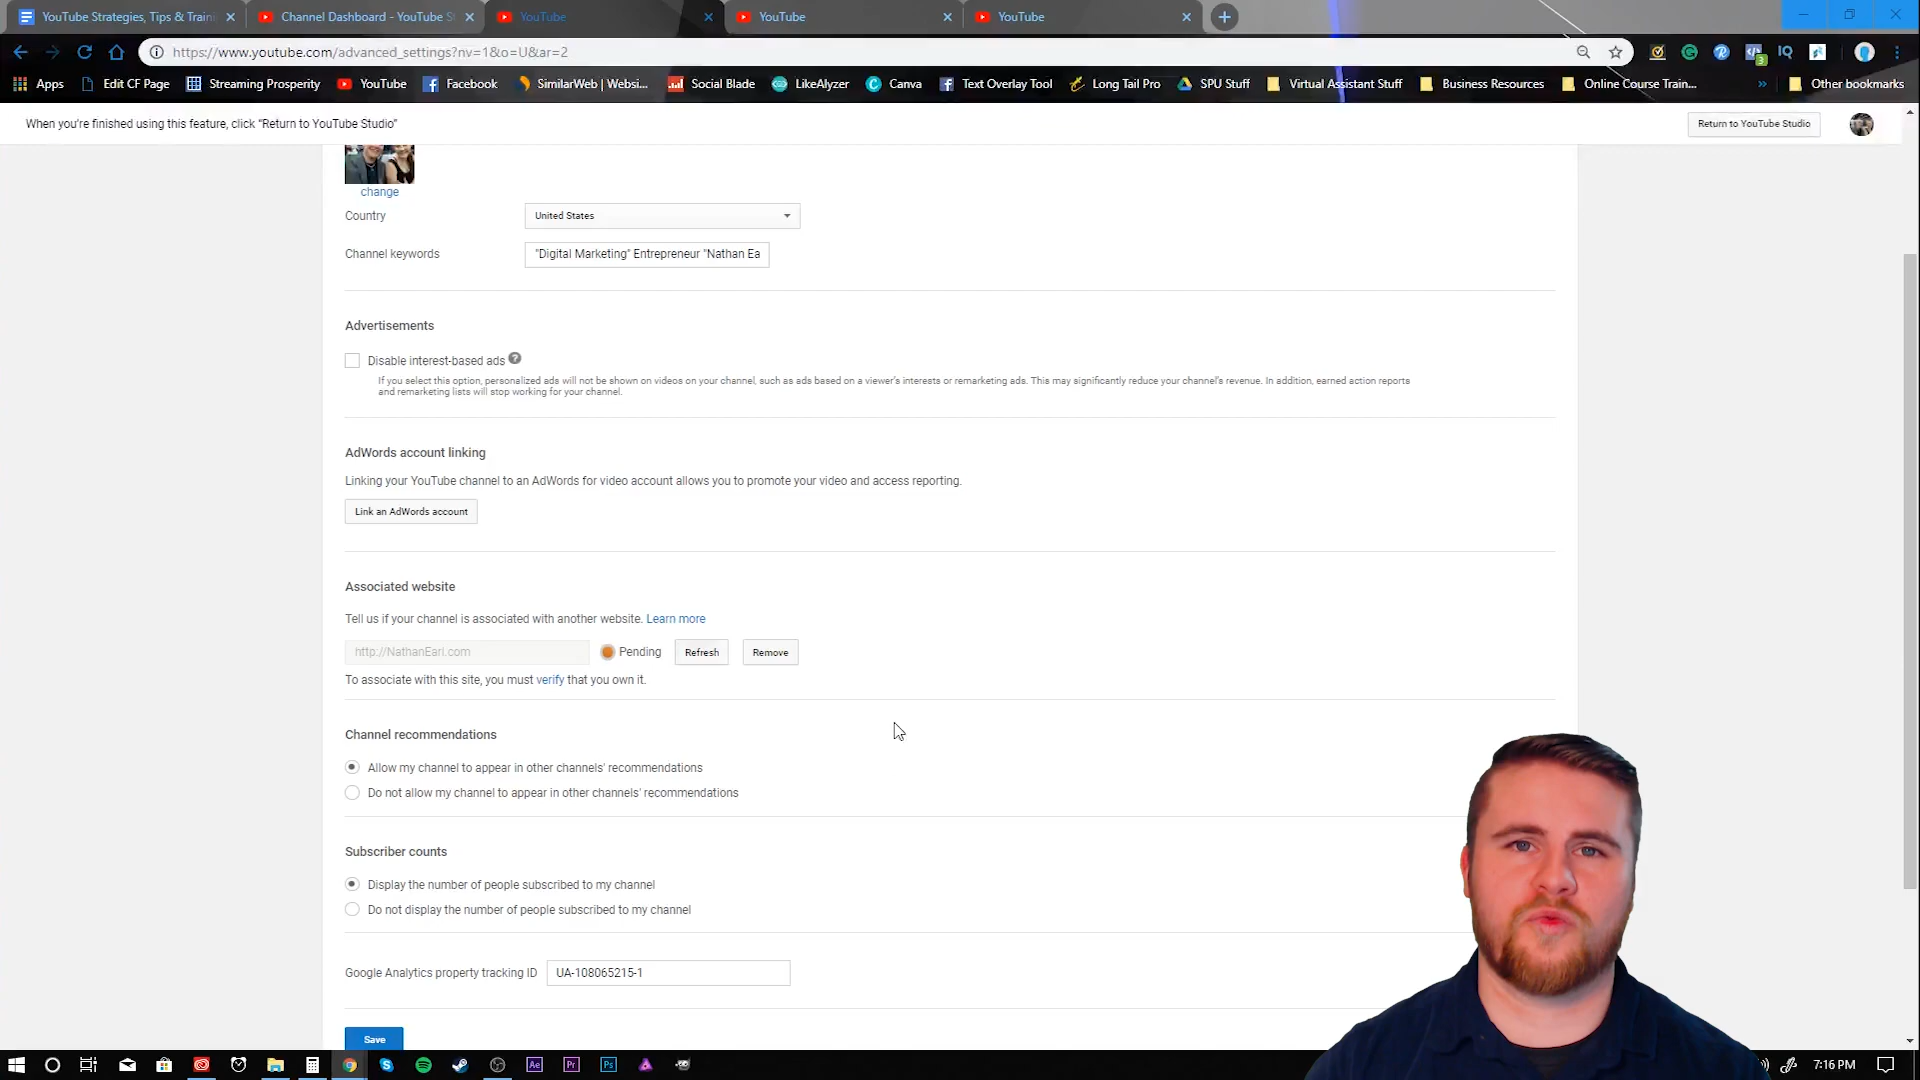 YouTube Strategies, Tips & Traini
Channel Dashboard - YouTube S
YouTube
YouTube
YouTube
https://www.youtube.com/advanced_settings?nv=1&o=U&ar=2
3
IQ
Apps
Edit CF Page
Streaming Prosperity
YouTube
Facebook
SimilarWeb | Websi...
Social Blade
LikeAlyzer
Canva
Text Overlay Tool
Long Tail Pro
SPU Stuff
Virtual Assistant Stuff
Business Resources
Online Course Train...
»
Other bookmarks
When you're finished using this feature, click “Return to YouTube Studio”
Return to YouTube Studio
change
Country
United States
Channel keywords
"Digital Marketing" Entrepreneur "Nathan Ea
Advertisements
Disable interest-based ads ?
If you select this option, personalized ads will not be shown on videos on your channel, such as ads based on a viewer's interests or remarketing ads. This may significantly reduce your channel's revenue. In addition, earned action reports
and remarketing lists will stop working for your channel.
AdWords account linking
Linking your YouTube channel to an AdWords for video account allows you to promote your video and access reporting.
Link an AdWords account
Associated website
Tell us if your channel is associated with another website. Learn more
http://NathanEari.com
Pending
Refresh
Remove
To associate with this site, you must verify that you own it.
Channel recommendations
Allow my channel to appear in other channels' recommendations
Do not allow my channel to appear in other channels' recommendations
Subscriber counts
Display the number of people subscribed to my channel
Do not display the number of people subscribed to my channel
Google Analytics property tracking ID
UA-108065215-1
Save
Ae
Pr
Ps
7:16 PM